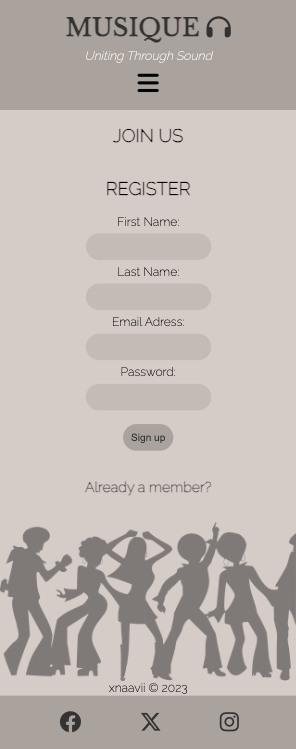 MUSIQUE
Uniting Through Sound
JOIN US
REGISTER
First Name:
Last Name:
Email Adress:
Password:
Sign up
Already a member?
xnaavii © 2023